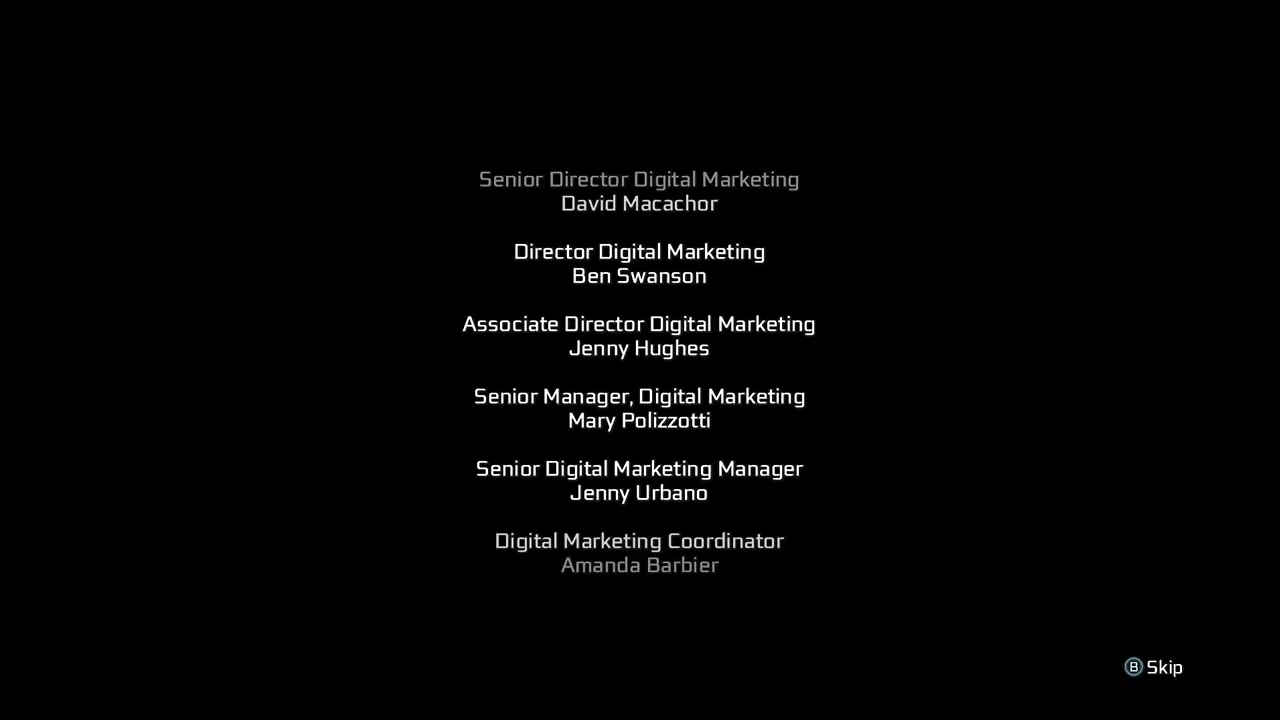 Senior Director Digital Marketing
David Macachor
Director Digital Marketing
Ben Swanson
Associate Director Digital Marketing
Jenny Hughes
Senior Manager, Digital Marketing
Mary Polizzotti
Senior Digital Marketing Manager
Jenny Urbano
Digital Marketing Coordinator
Amanda Barbier
B Skip